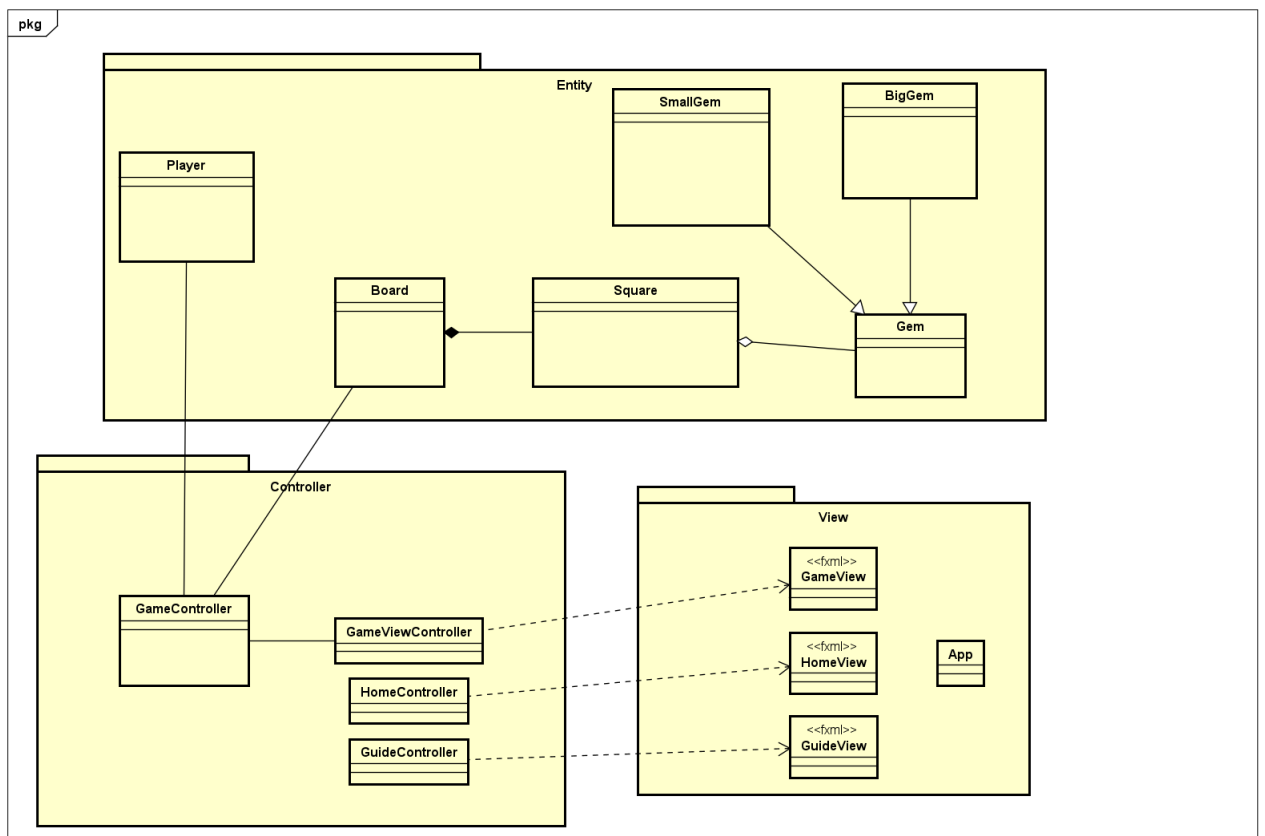 pkg
Entity
SmallGem
BigGem
Player
Board
Square
Gem
Controller
View
GameController
GameViewController
HomeController
GuideController
<<fxml>>
GameView
<<fxml>>
HomeView
<<fxml>>
GuideView
App